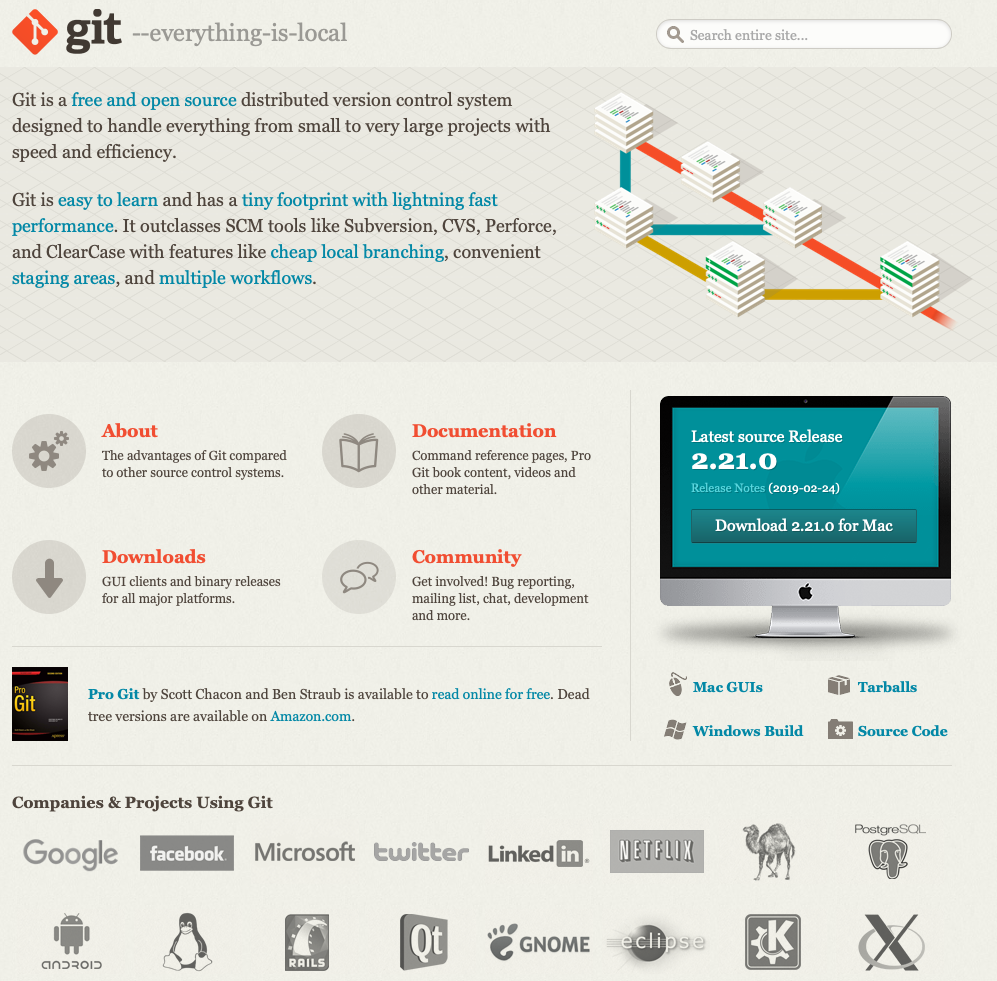 git --everything-is-local
Search entire site...
Git is a free and open source distributed version control system
designed to handle everything from small to very large projects with
speed and efficiency.
Git is easy to learn and has a tiny footprint with lightning fast
performance. It outclasses SCM tools like Subversion, CVS, Perforce,
and ClearCase with features like cheap local branching, convenient
staging areas, and multiple workflows.
About
The advantages of Git compared
to other source control systems.
Documentation
Command reference pages, Pro
Git book content, videos and
other material.
Downloads
GUI clients and binary releases
for all major platforms.
Community
Get involved! Bug reporting,
mailing list, chat, development
and more.
Pro
Git
Pro Git by Scott Chacon and Ben Straub is available to read online for free. Dead
tree versions are available on Amazon.com.
Latest source Release
2.21.0
Release Notes (2019-02-24)
Download 2.21.0 for Mac
Mac GUIs
Tarballs
Windows Build
Source Code
Companies & Projects Using Git
Google facebook. Microsoft twitter Linked in. NETFLIX PostgreSQL
ANDROID RAILS Qt GNOME eclipse K X